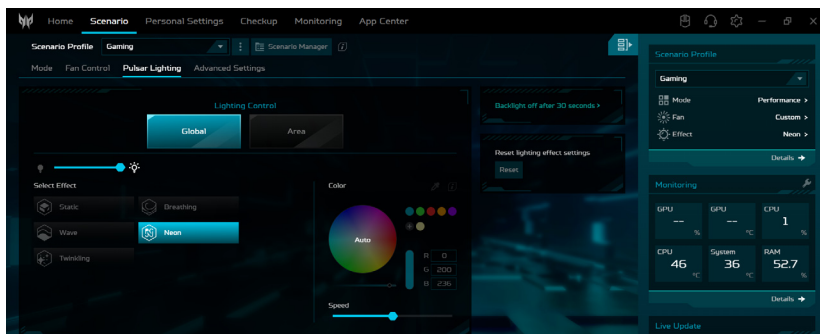 Home Scenario Personal Settings Checkup Monitoring App Center
Scenario Profile Gaming Scenario Manager
Mode Fan Control Pulsar Lighting Advanced Settings
Lighting Control
Global Area
Select Effect
Static Breathing
Wave Neon
Twinkling
Color
Auto
R 0
G 200
B 236
Speed
Backlight off after 30 seconds >
Reset lighting effect settings
Reset
Scenario Profile
Gaming
Mode Performance >
Fan Custom >
Effect Neon >
Details →
Monitoring
GPU GPU CPU
-- -- 1
% °C %
CPU System RAM
46 36 52.7
°C °C %
Details →
Live Update